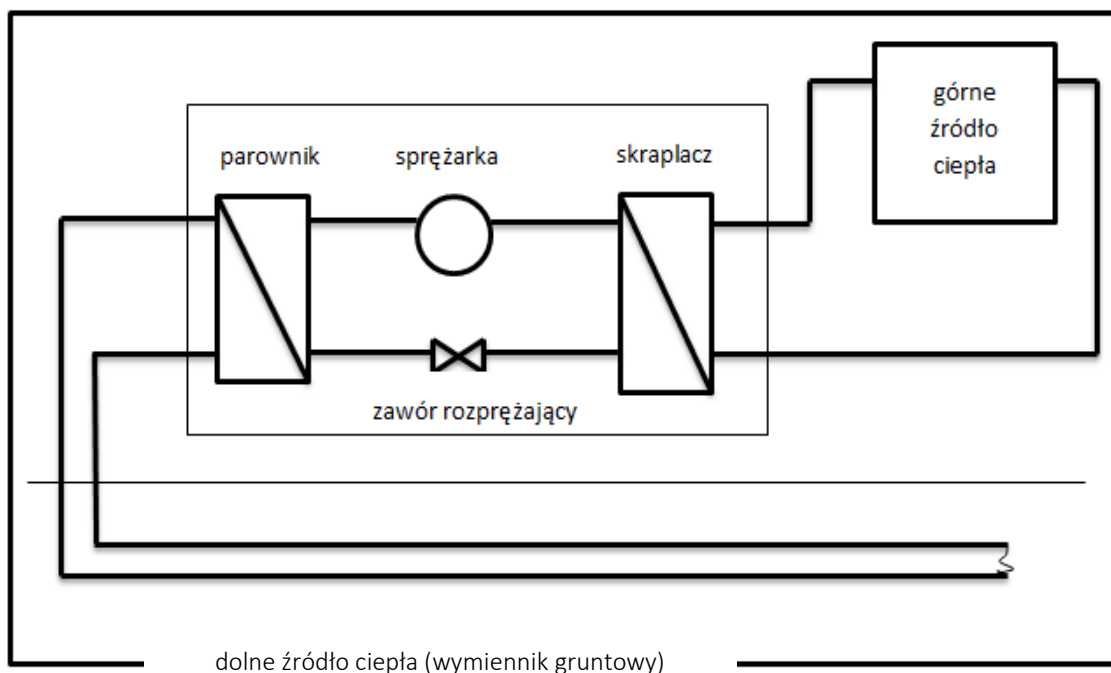 górne
źródło
ciepła
parownik
sprężarka
skraplacz
zawór rozprężający
dolne źródło ciepła (wymiennik gruntowy)